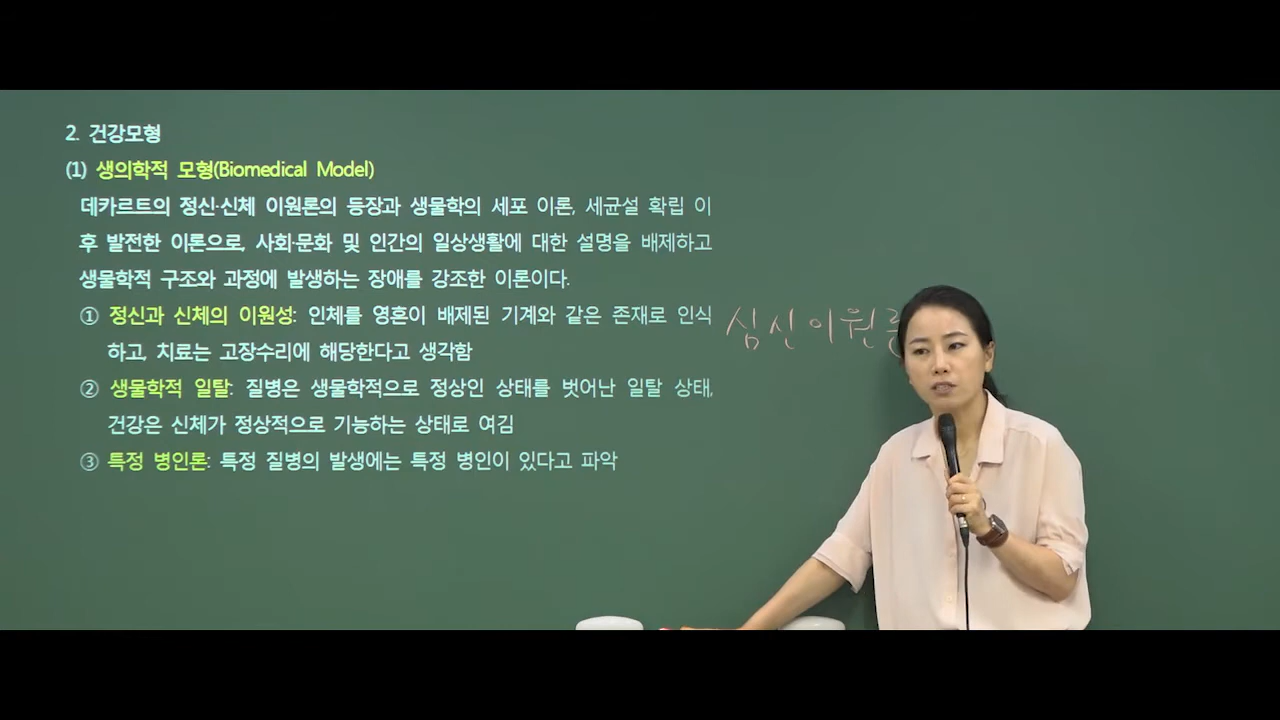 2. 건강모형
(1) 생의학적 모형(Biomedical Model)
데카르트의 정신·신체 이원론의 등장과 생물학의 세포 이론, 세균설 확립 이
후 발전한 이론으로, 사회·문화 및 인간의 일상생활에 대한 설명을 배제하고
생물학적 구조와 과정에 발생하는 장애를 강조한 이론이다.
① 정신과 신체의 이원성: 인체를 영혼이 배제된 기계와 같은 존재로 인식
하고, 치료는 고장수리에 해당한다고 생각함
심신이원
② 생물학적 일탈: 질병은 생물학적으로 정상인 상태를 벗어난 일탈 상태,
건강은 신체가 정상적으로 기능하는 상태로 여김
③ 특정 병인론: 특정 질병의 발생에는 특정 병인이 있다고 파악